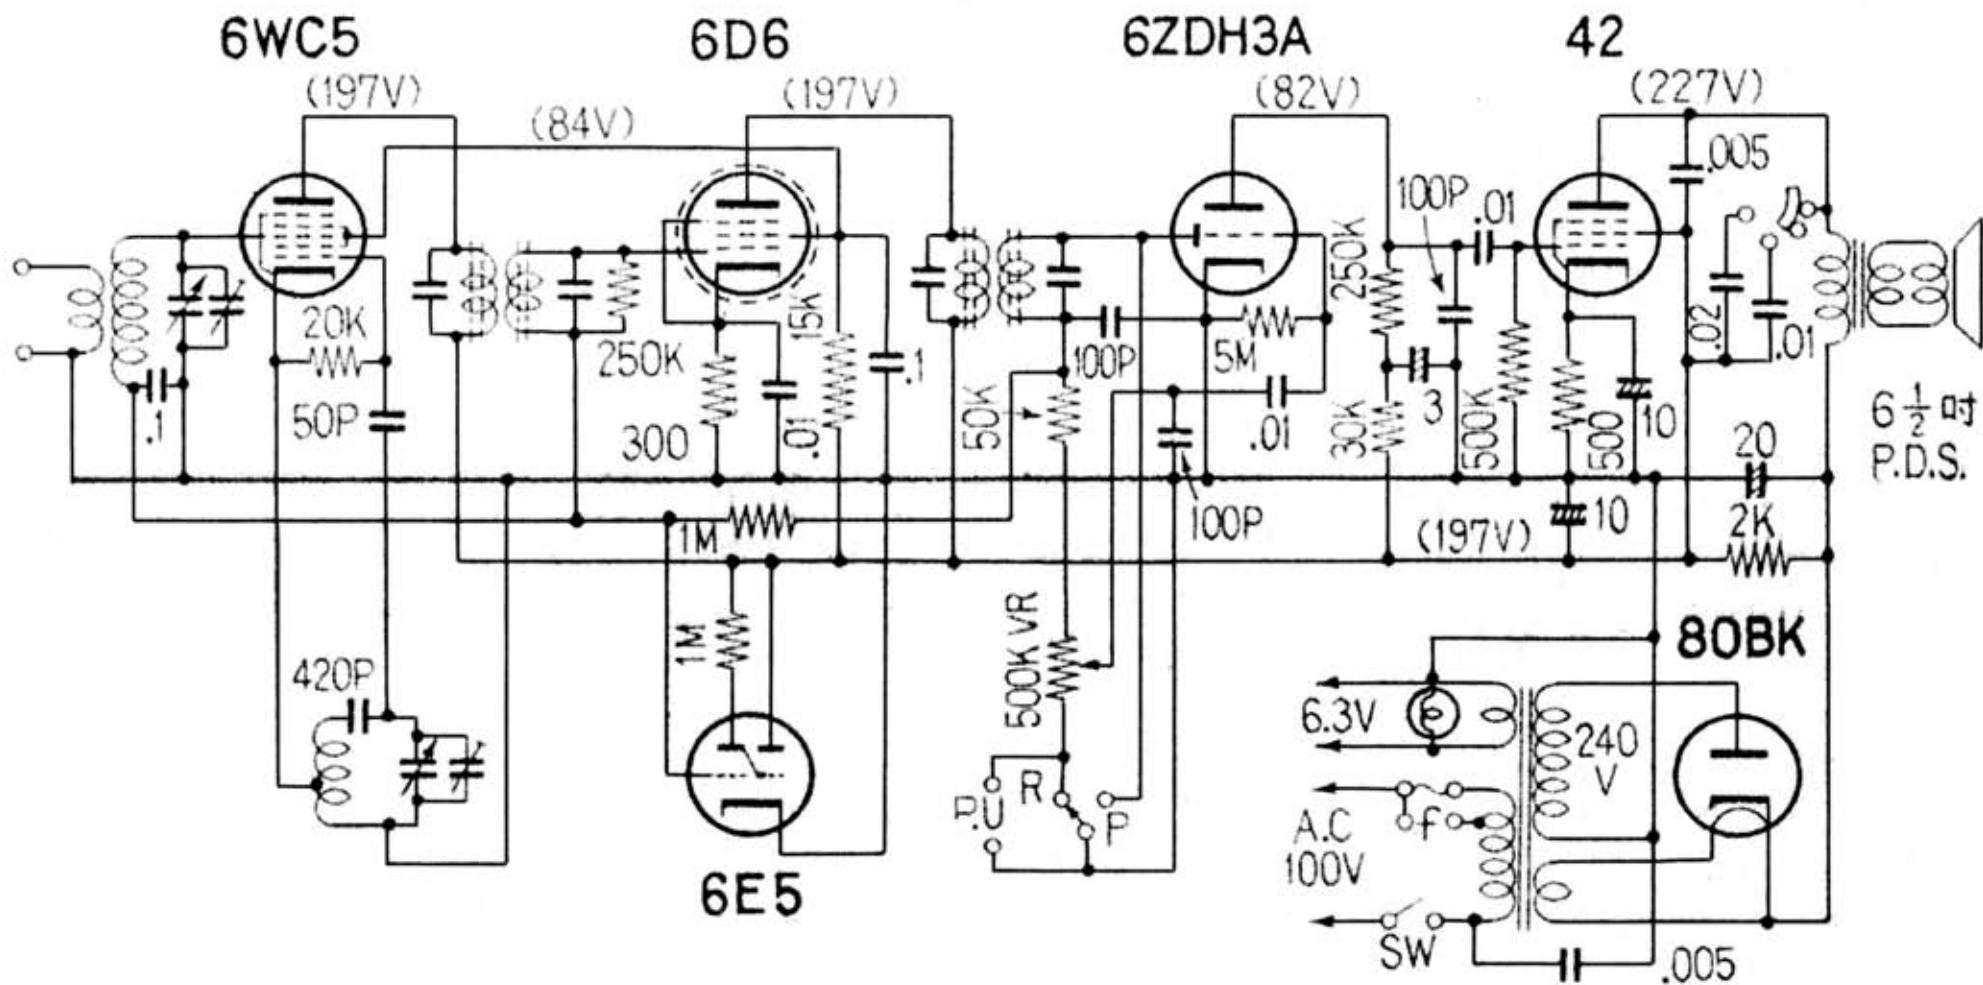 6WC5
6D6
6ZDH3A
42
(197V)
(84V)
(197V)
(82V)
(227V)
.005
100P
.01
250K
20K
15K
.02
.01
250K
100P
5M
.1
50P
.1
50K
3
500K
500
10
300
.01
.01
30K
20
6 1/2 吋
P.D.S.
100P
1M
(197V)
10
2K
1M
500K VR
80BK
420P
6.3V
240
V
P.U
R
P
f
A.C
100V
6E5
SW
.005